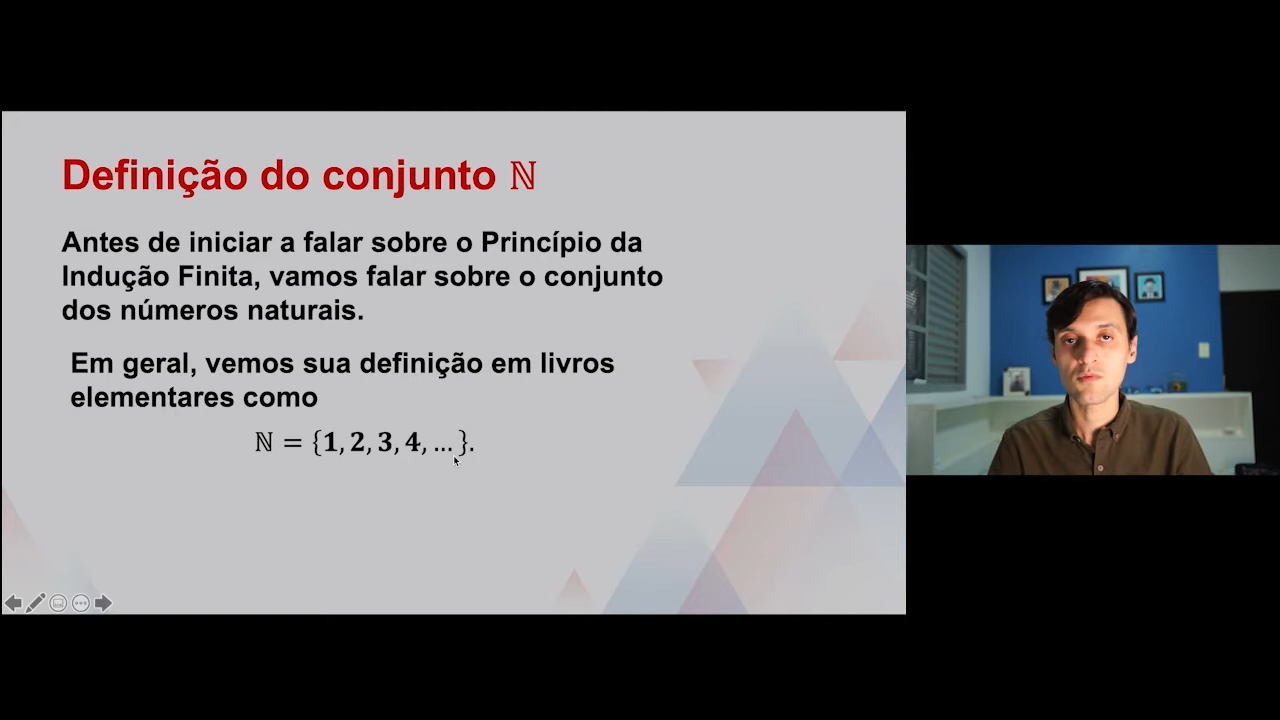 Definição do conjunto ℕ
Antes de iniciar a falar sobre o Princípio da
Indução Finita, vamos falar sobre o conjunto
dos números naturais.
Em geral, vemos sua definição em livros
elementares como
ℕ = {1, 2, 3, 4, … }.